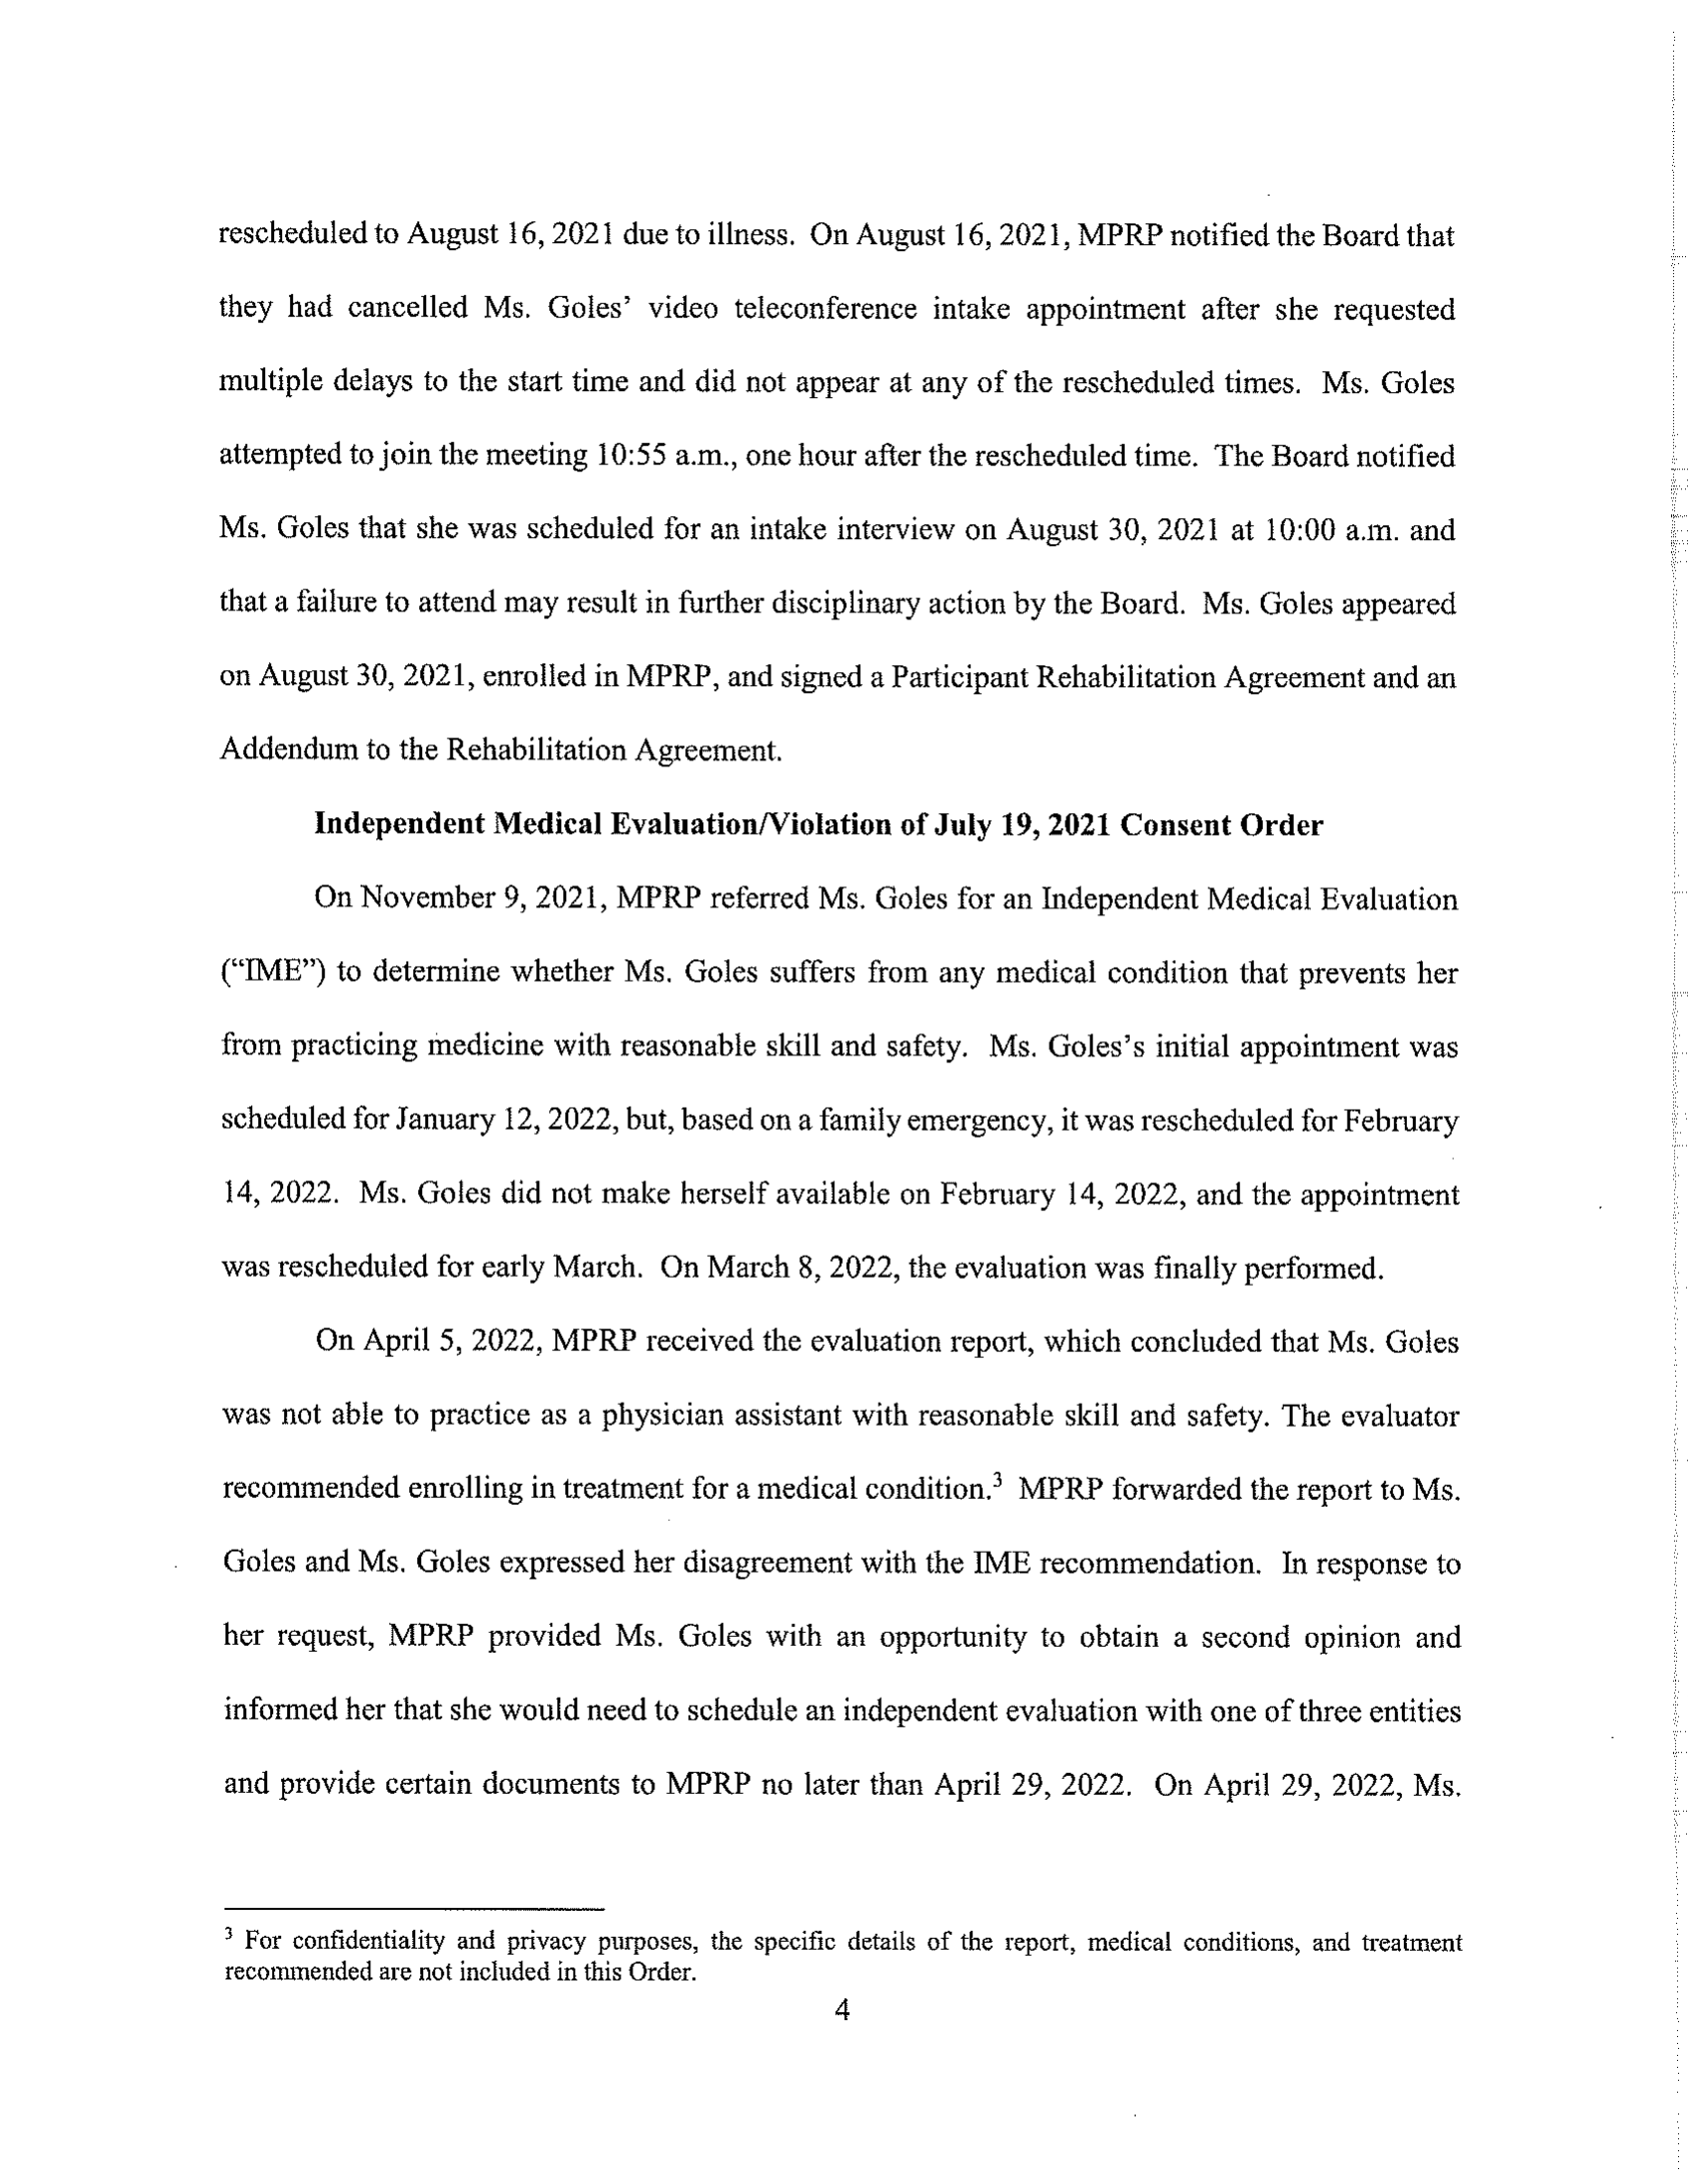 rescheduled to August 16, 2021 due to illness. On August 16, 2021, MPRP notified the Board that
they had cancelled Ms. Goles’ video teleconference intake appointment after she requested
multiple delays to the start time and did not appear at any of the rescheduled times. Ms. Goles
attempted to join the meeting 10:55 a.m., one hour after the rescheduled time. The Board notified
Ms. Goles that she was scheduled for an intake interview on August 30, 2021 at 10:00 a.m. and
that a failure to attend may result in further disciplinary action by the Board. Ms. Goles appeared
on August 30, 2021, enrolled in MPRP, and signed a Participant Rehabilitation Agreement and an
Addendum to the Rehabilitation Agreement.
Independent Medical Evaluation/Violation of July 19, 2021 Consent Order
On November 9, 2021, MPRP referred Ms. Goles for an Independent Medical Evaluation
(“IME”) to determine whether Ms. Goles suffers from any medical condition that prevents her
from practicing medicine with reasonable skill and safety. Ms. Goles’s initial appointment was
scheduled for January 12, 2022, but, based on a family emergency, it was rescheduled for February
14, 2022. Ms. Goles did not make herself available on February 14, 2022, and the appointment
was rescheduled for early March. On March 8, 2022, the evaluation was finally performed.
On April 5, 2022, MPRP received the evaluation report, which concluded that Ms. Goles
was not able to practice as a physician assistant with reasonable skill and safety. The evaluator
recommended enrolling in treatment for a medical condition.³ MPRP forwarded the report to Ms.
Goles and Ms. Goles expressed her disagreement with the IME recommendation. In response to
her request, MPRP provided Ms. Goles with an opportunity to obtain a second opinion and
informed her that she would need to schedule an independent evaluation with one of three entities
and provide certain documents to MPRP no later than April 29, 2022. On April 29, 2022, Ms.
³ For confidentiality and privacy purposes, the specific details of the report, medical conditions, and treatment
recommended are not included in this Order.
4